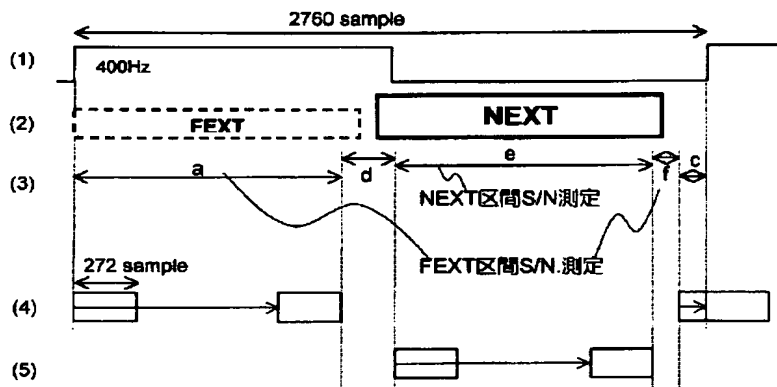 2760 sample
(1)
400Hz
(2)
FEXT
NEXT
(3)
a
d
e
f
c
NEXT区間S/N測定
FEXT区間S/N.測定
272 sample
(4)
(5)